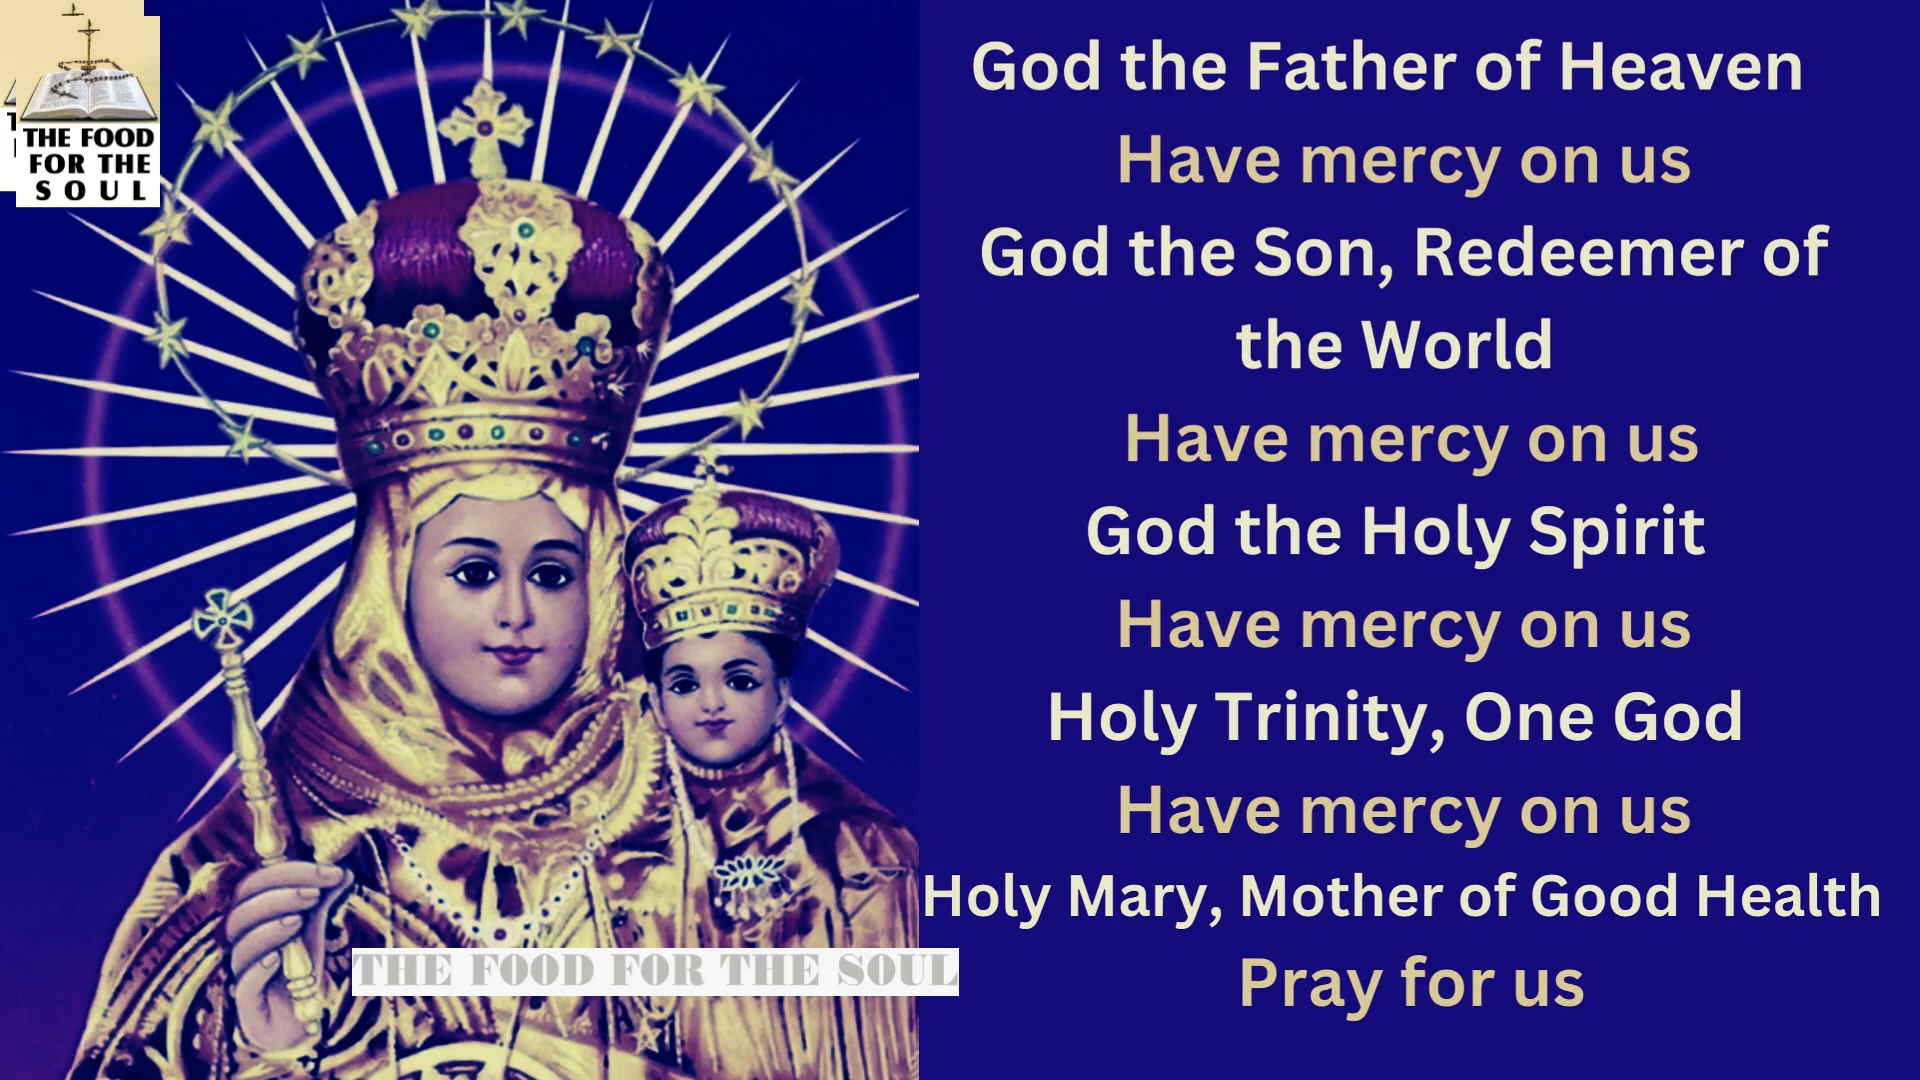 THE FOOD
FOR THE
SOUL
God the Father of Heaven
Have mercy on us
God the Son, Redeemer of
the World
Have mercy on us
God the Holy Spirit
Have mercy on us
Holy Trinity, One God
Have mercy on us
Holy Mary, Mother of Good Health
Pray for us
THE FOOD FOR THE SOUL